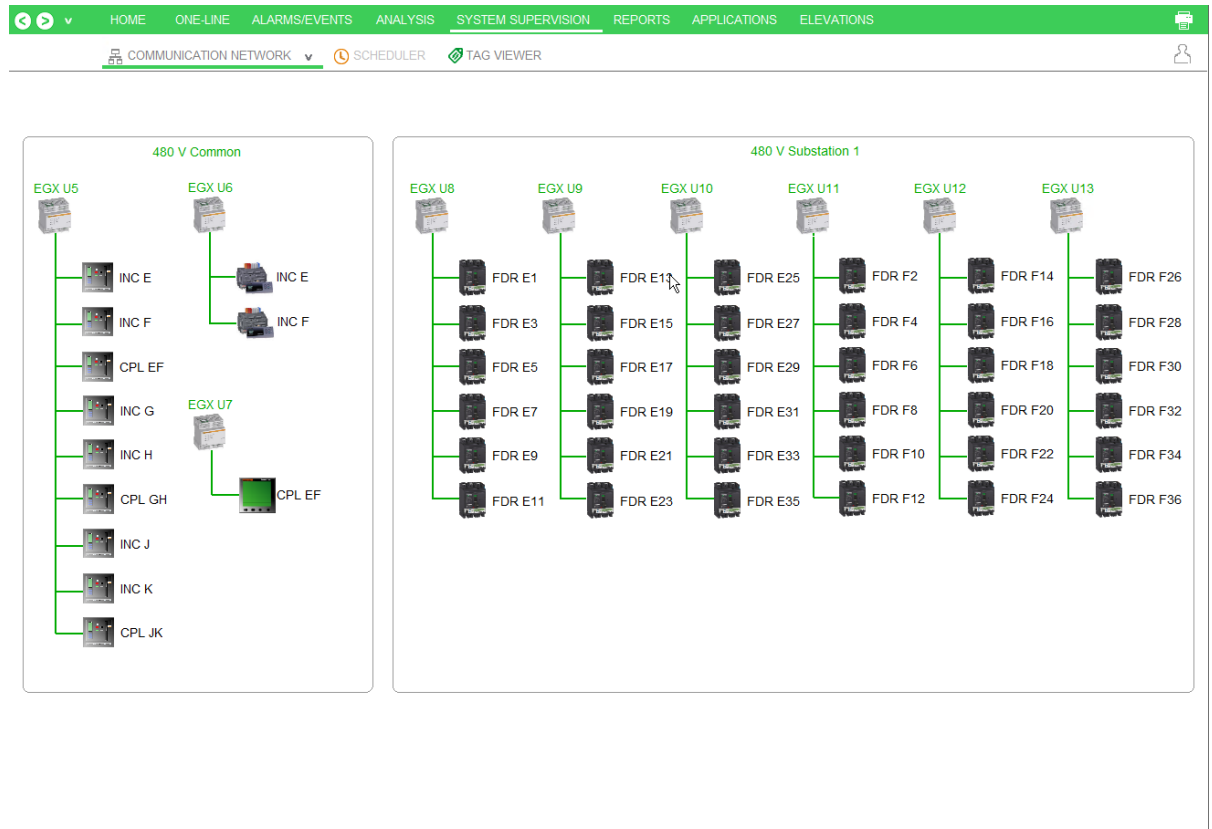 HOME ONE-LINE ALARMS/EVENTS ANALYSIS SYSTEM SUPERVISION REPORTS APPLICATIONS ELEVATIONS
COMMUNICATION NETWORK SCHEDULER TAG VIEWER
480 V Common
EGX U5
INC E
INC F
CPL EF
INC G
INC H
CPL GH
INC J
INC K
CPL JK
EGX U6
INC E
INC F
EGX U7
CPL EF
480 V Substation 1
EGX U8
FDR E1
FDR E3
FDR E5
FDR E7
FDR E9
FDR E11
EGX U9
FDR E13
FDR E15
FDR E17
FDR E19
FDR E21
FDR E23
EGX U10
FDR E25
FDR E27
FDR E29
FDR E31
FDR E33
FDR E35
EGX U11
FDR F2
FDR F4
FDR F6
FDR F8
FDR F10
FDR F12
EGX U12
FDR F14
FDR F16
FDR F18
FDR F20
FDR F22
FDR F24
EGX U13
FDR F26
FDR F28
FDR F30
FDR F32
FDR F34
FDR F36